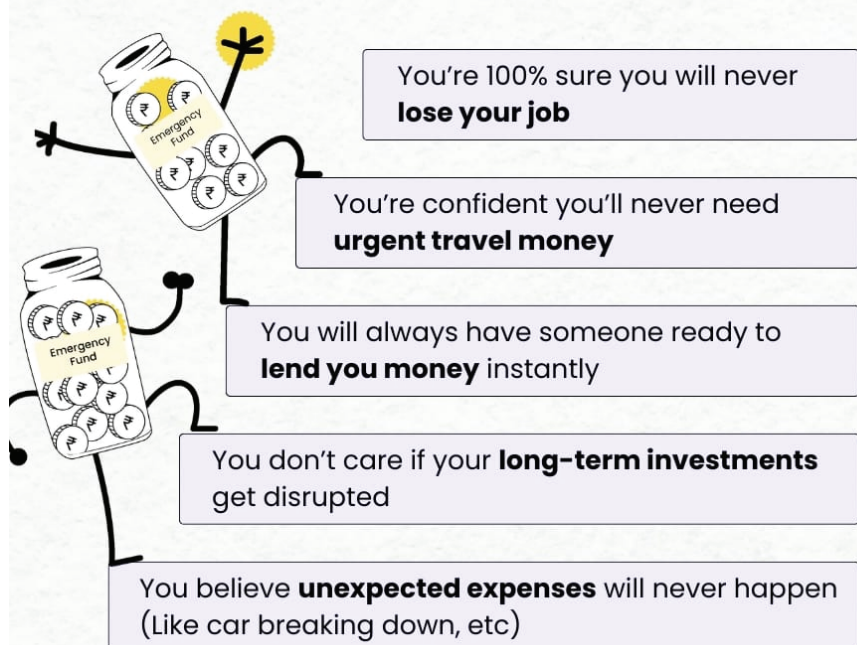 You're 100% sure you will never
lose your job
Emergency
Fund
You're confident you'll never need
urgent travel money
You will always have someone ready to
lend you money instantly
Emergency
Fund
You don't care if your long-term investments
get disrupted
You believe unexpected expenses will never happen
(Like car breaking down, etc)